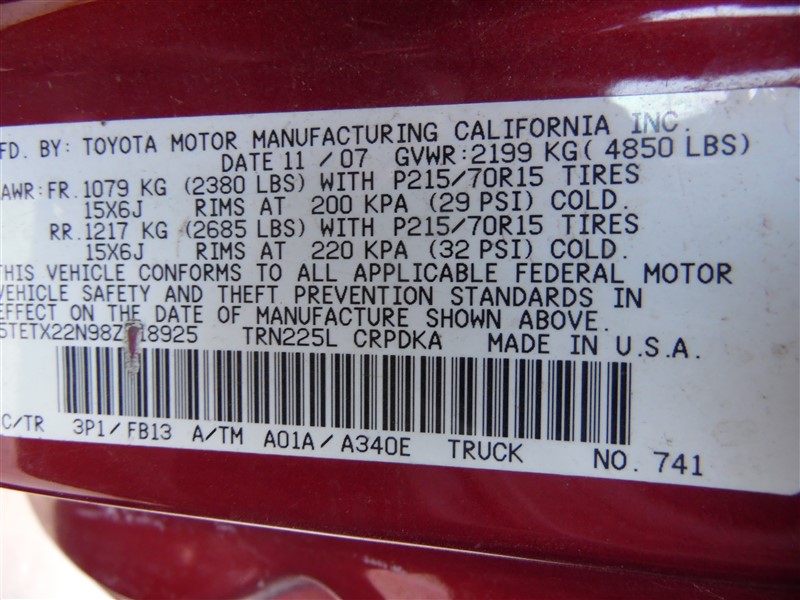 FD. BY: TOYOTA MOTOR MANUFACTURING CALIFORNIA INC.
DATE 11 / 07 GVWR: 2199 KG( 4850 LBS)
AWR: FR. 1079 KG (2380 LBS) WITH P215/70R15 TIRES
15X6J RIMS AT 200 KPA (29 PSI) COLD.
RR. 1217 KG (2685 LBS) WITH P215/70R15 TIRES
15X6J RIMS AT 220 KPA (32 PSI) COLD.
THIS VEHICLE CONFORMS TO ALL APPLICABLE FEDERAL MOTOR
VEHICLE SAFETY AND THEFT PREVENTION STANDARDS IN
EFFECT ON THE DATE OF MANUFACTURE SHOWN ABOVE.
TRN225L CRPDKA MADE IN U.S.A.
C/TR 3P1/FB13 A/TM A01A/A340E TRUCK NO. 741